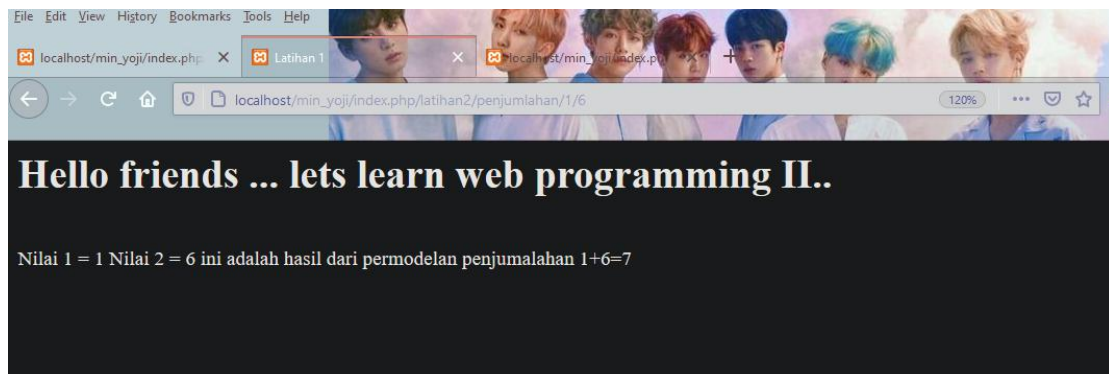 File Edit View History Bookmarks Tools Help
localhost/min_yoji/index.php Latihan 1 localhost/min_yoji/index.ph
localhost/min_yoji/index.php/latihan2/penjumlahan/1/6 120%
Hello friends ... lets learn web programming II..
Nilai 1 = 1 Nilai 2 = 6 ini adalah hasil dari permodelan penjumalahan 1+6=7